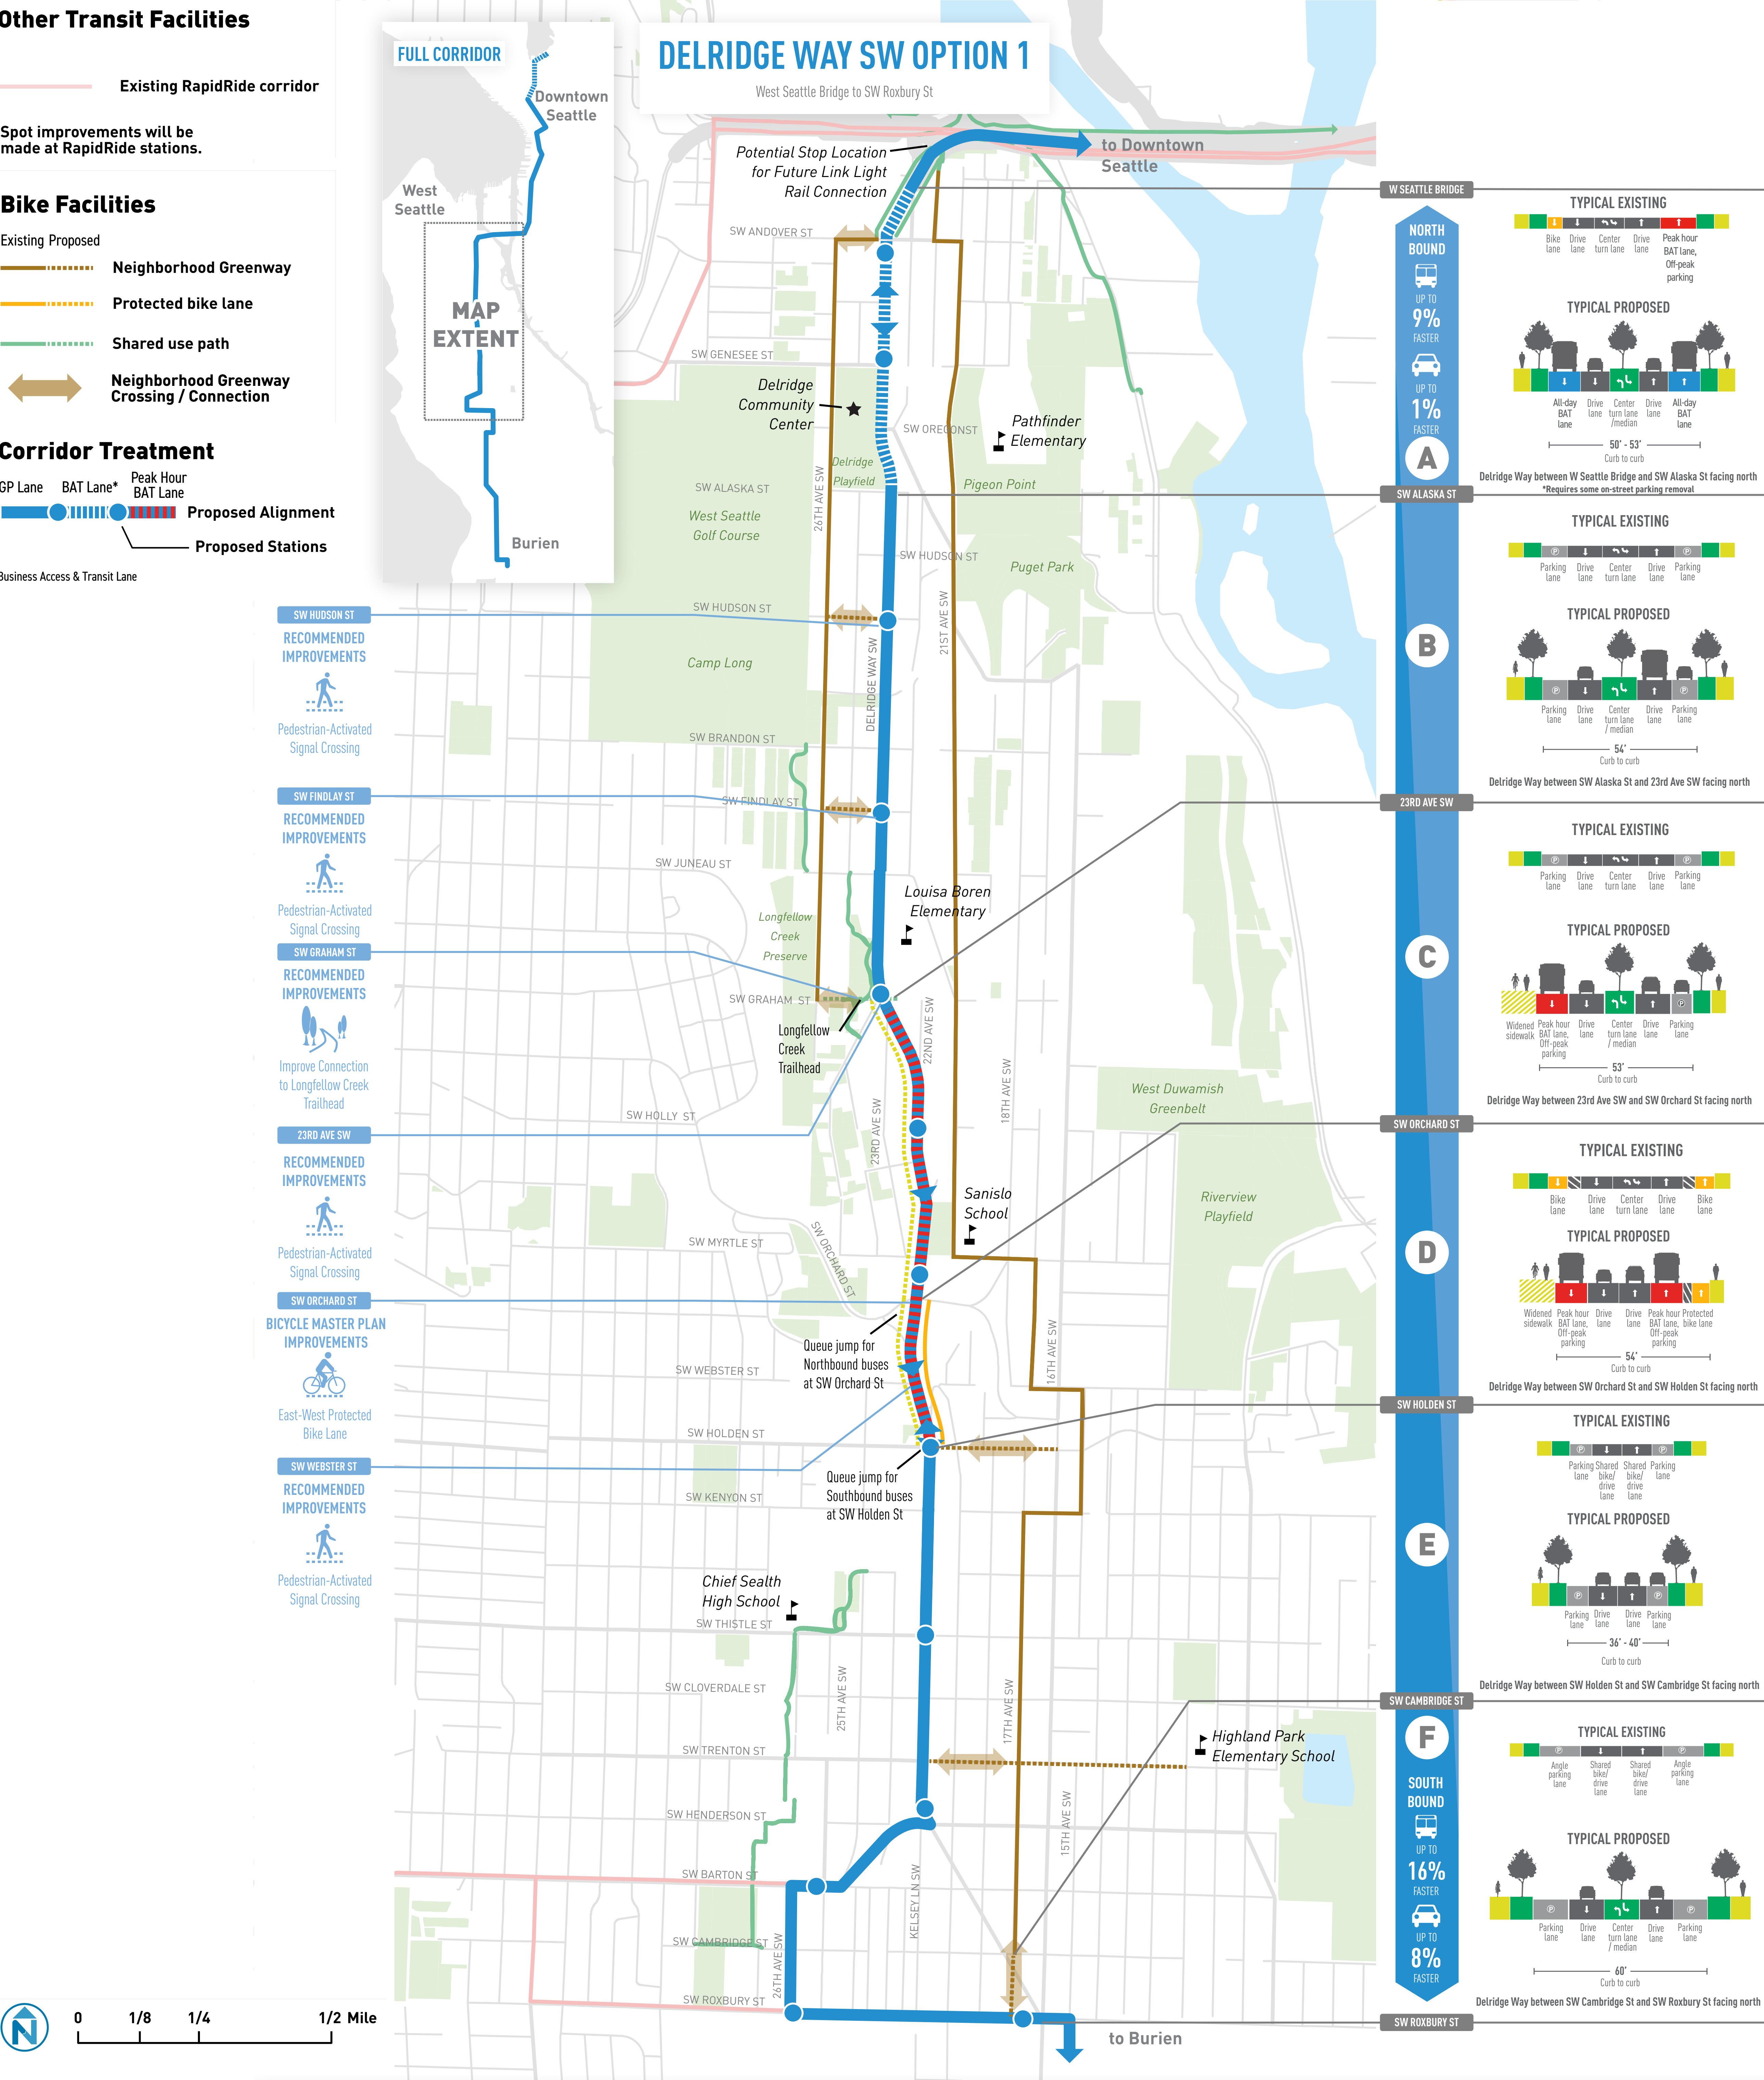 Other Transit Facilities
Existing RapidRide corridor
Spot improvements will be
made at RapidRide stations.
Bike Facilities
Existing Proposed
Neighborhood Greenway
Protected bike lane
Shared use path
Neighborhood Greenway
Crossing / Connection
Corridor Treatment
GP Lane
BAT Lane*
Peak Hour
BAT Lane
Proposed Alignment
Proposed Stations
Business Access & Transit Lane
FULL CORRIDOR
Downtown
Seattle
West
Seattle
MAP
EXTENT
Burien
DELRIDGE WAY SW OPTION 1
West Seattle Bridge to SW Roxbury St
Potential Stop Location
for Future Link Light
Rail Connection
to Downtown
Seattle
SW ANDOVER ST
SW GENESEE ST
Delridge
Community
Center
SW OREGONST
Pathfinder
Elementary
Delridge
Playfield
26TH AVE SW
SW ALASKA ST
Pigeon Point
West Seattle
Golf Course
SW HUDSON ST
Puget Park
SW HUDSON ST
21ST AVE SW
DELRIDGE WAY SW
Camp Long
SW BRANDON ST
SW FINDLAY ST
SW JUNEAU ST
Louisa Boren
Elementary
Longfellow
Creek
Preserve
SW GRAHAM ST
Longfellow
Creek
Trailhead
22ND AVE SW
18TH AVE SW
West Duwamish
Greenbelt
SW HOLLY ST
23RD AVE SW
Sanislo
School
Riverview
Playfield
SW MYRTLE ST
SW ORCHARD ST
Queue jump for
Northbound buses
at SW Orchard St
16TH AVE SW
SW WEBSTER ST
SW HOLDEN ST
Queue jump for
Southbound buses
at SW Holden St
SW KENYON ST
Chief Sealth
High School
SW THISTLE ST
25TH AVE SW
SW CLOVERDALE ST
17TH AVE SW
SW TRENTON ST
Highland Park
Elementary School
SW HENDERSON ST
15TH AVE SW
SW BARTON ST
KELSEY LN SW
SW CAMBRIDGE ST
26TH AVE SW
SW ROXBURY ST
to Burien
SW HUDSON ST
RECOMMENDED
IMPROVEMENTS
Pedestrian-Activated
Signal Crossing
SW FINDLAY ST
RECOMMENDED
IMPROVEMENTS
Pedestrian-Activated
Signal Crossing
SW GRAHAM ST
RECOMMENDED
IMPROVEMENTS
Improve Connection
to Longfellow Creek
Trailhead
23RD AVE SW
RECOMMENDED
IMPROVEMENTS
Pedestrian-Activated
Signal Crossing
SW ORCHARD ST
BICYCLE MASTER PLAN
IMPROVEMENTS
East-West Protected
Bike Lane
SW WEBSTER ST
RECOMMENDED
IMPROVEMENTS
Pedestrian-Activated
Signal Crossing
N
0 1/8 1/4 1/2 Mile
W SEATTLE BRIDGE
NORTH
BOUND
UP TO
9%
FASTER
UP TO
1%
FASTER
A
TYPICAL EXISTING
Bike
lane
Drive
lane
Center
turn lane
Drive
lane
Peak hour
BAT lane,
Off-peak
parking
TYPICAL PROPOSED
All-day
BAT
lane
Drive
lane
Center
turn lane
/median
Drive
lane
All-day
BAT
lane
50' - 53'
Curb to curb
Delridge Way between W Seattle Bridge and SW Alaska St facing north
*Requires some on-street parking removal
SW ALASKA ST
B
TYPICAL EXISTING
P
P
Parking
lane
Drive
lane
Center
turn lane
Drive
lane
Parking
lane
TYPICAL PROPOSED
P
P
Parking
lane
Drive
lane
Center
turn lane
/ median
Drive
lane
Parking
lane
54'
Curb to curb
Delridge Way between SW Alaska St and 23rd Ave SW facing north
23RD AVE SW
C
TYPICAL EXISTING
P
P
Parking
lane
Drive
lane
Center
turn lane
Drive
lane
Parking
lane
TYPICAL PROPOSED
P
Widened
sidewalk
Peak hour
BAT lane,
Off-peak
parking
Drive
lane
Center
turn lane
/ median
Drive
lane
Parking
lane
53'
Curb to curb
Delridge Way between 23rd Ave SW and SW Orchard St facing north
SW ORCHARD ST
D
TYPICAL EXISTING
Bike
lane
Drive
lane
Center
turn lane
Drive
lane
Bike
lane
TYPICAL PROPOSED
Widened
sidewalk
Peak hour
BAT lane,
Off-peak
parking
Drive
lane
Drive
lane
Peak hour
BAT lane,
Off-peak
parking
Protected
bike lane
54'
Curb to curb
Delridge Way between SW Orchard St and SW Holden St facing north
SW HOLDEN ST
E
TYPICAL EXISTING
P
P
Parking
lane
Shared
bike/
drive
lane
Shared
bike/
drive
lane
Parking
lane
TYPICAL PROPOSED
P
P
Parking
lane
Drive
lane
Drive
lane
Parking
lane
36' - 40'
Curb to curb
Delridge Way between SW Holden St and SW Cambridge St facing north
SW CAMBRIDGE ST
F
SOUTH
BOUND
UP TO
16%
FASTER
UP TO
8%
FASTER
TYPICAL EXISTING
P
P
Angle
parking
lane
Shared
bike/
drive
lane
Shared
bike/
drive
lane
Angle
parking
lane
TYPICAL PROPOSED
P
P
Parking
lane
Drive
lane
Center
turn lane
/ median
Drive
lane
Parking
lane
60'
Curb to curb
Delridge Way between SW Cambridge St and SW Roxbury St facing north
SW ROXBURY ST